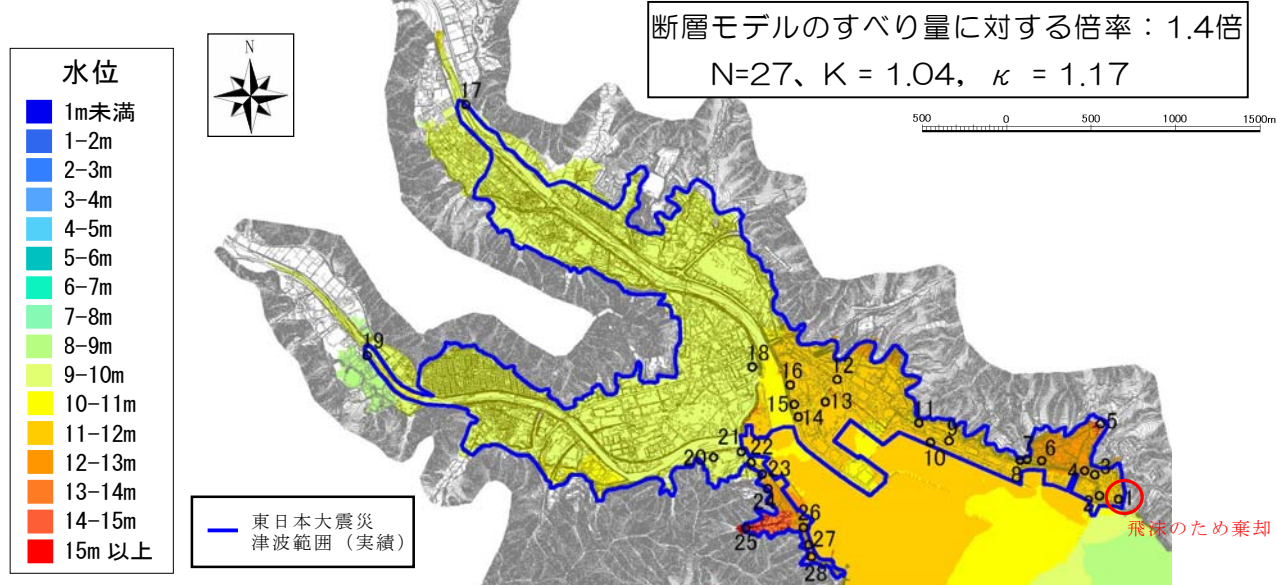 断層モデルのすべり量に対する倍率：1.4倍
N=27、K = 1.04, κ = 1.17
水位
1m未満
1-2m
2-3m
3-4m
4-5m
5-6m
6-7m
7-8m
8-9m
9-10m
10-11m
11-12m
12-13m
13-14m
14-15m
15m 以上
N
500 0 500 1000 1500m
17
19
18
16
12
15
13
14
11
9
10
5
7
6
8
4
3
2
1
飛沫のため棄却
21
20
22
23
24
25
26
27
28
東日本大震災
津波範囲（実績）